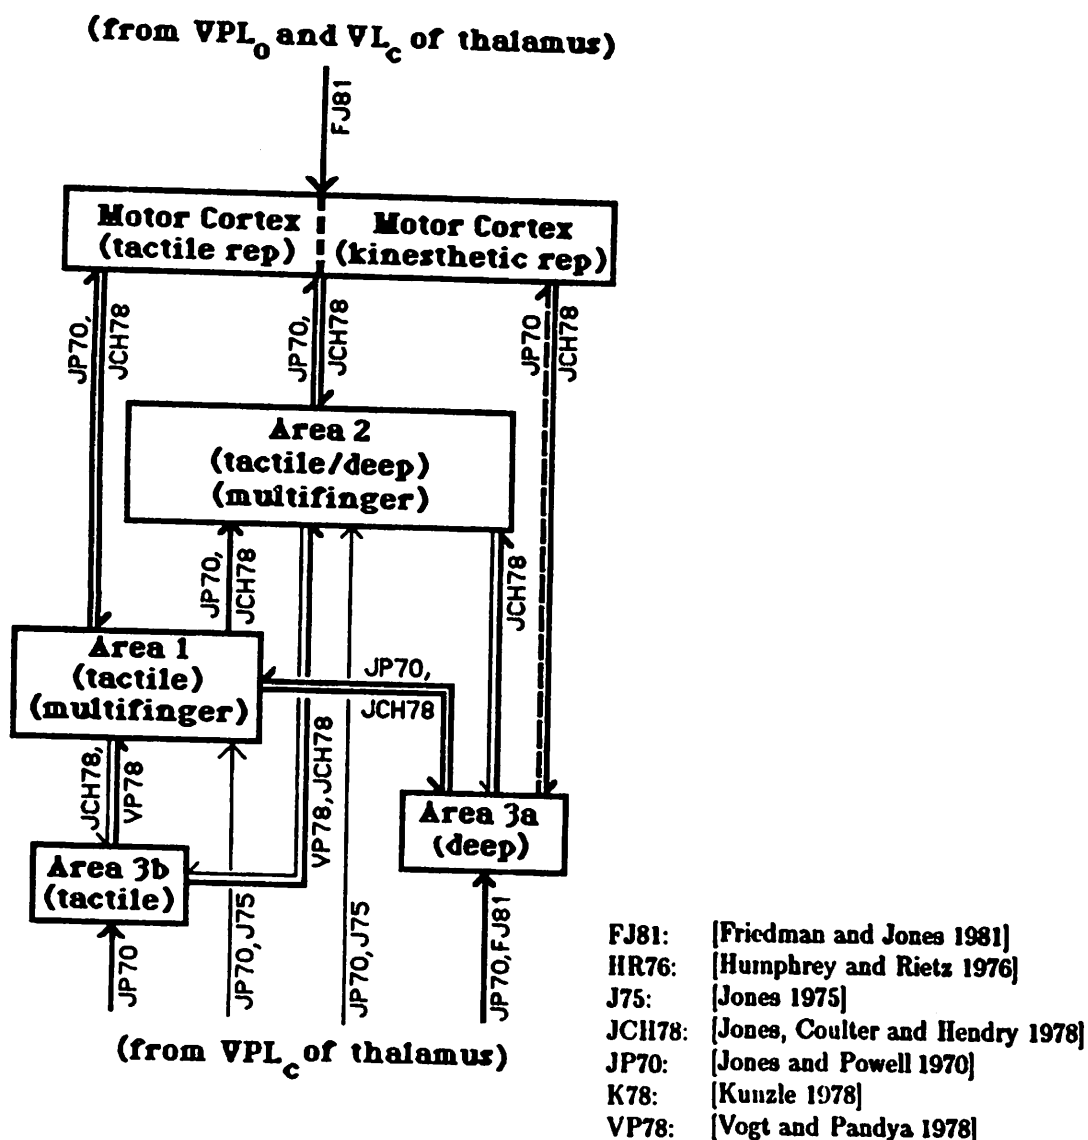 (from VPL_o and VL_c of thalamus)
FJ81
Motor Cortex
(tactile rep)
Motor Cortex
(kinesthetic rep)
JP70,
JCH78
JP70,
JCH78
JP70
JCH78
Area 2
(tactile/deep)
(multifinger)
JP70,
JCH78
JCH78
Area 1
(tactile)
(multifinger)
JP70,
JCH78
JCH78,
VP78
VP78,JCH78
Area 3a
(deep)
Area 3b
(tactile)
JP70
JP70,J75
JP70,J75
JP70,FJ81
(from VPL_c of thalamus)
FJ81: [Friedman and Jones 1981]
HR76: [Humphrey and Rietz 1976]
J75: [Jones 1975]
JCH78: [Jones, Coulter and Hendry 1978]
JP70: [Jones and Powell 1970]
K78: [Kunzle 1978]
VP78: [Vogt and Pandya 1978]